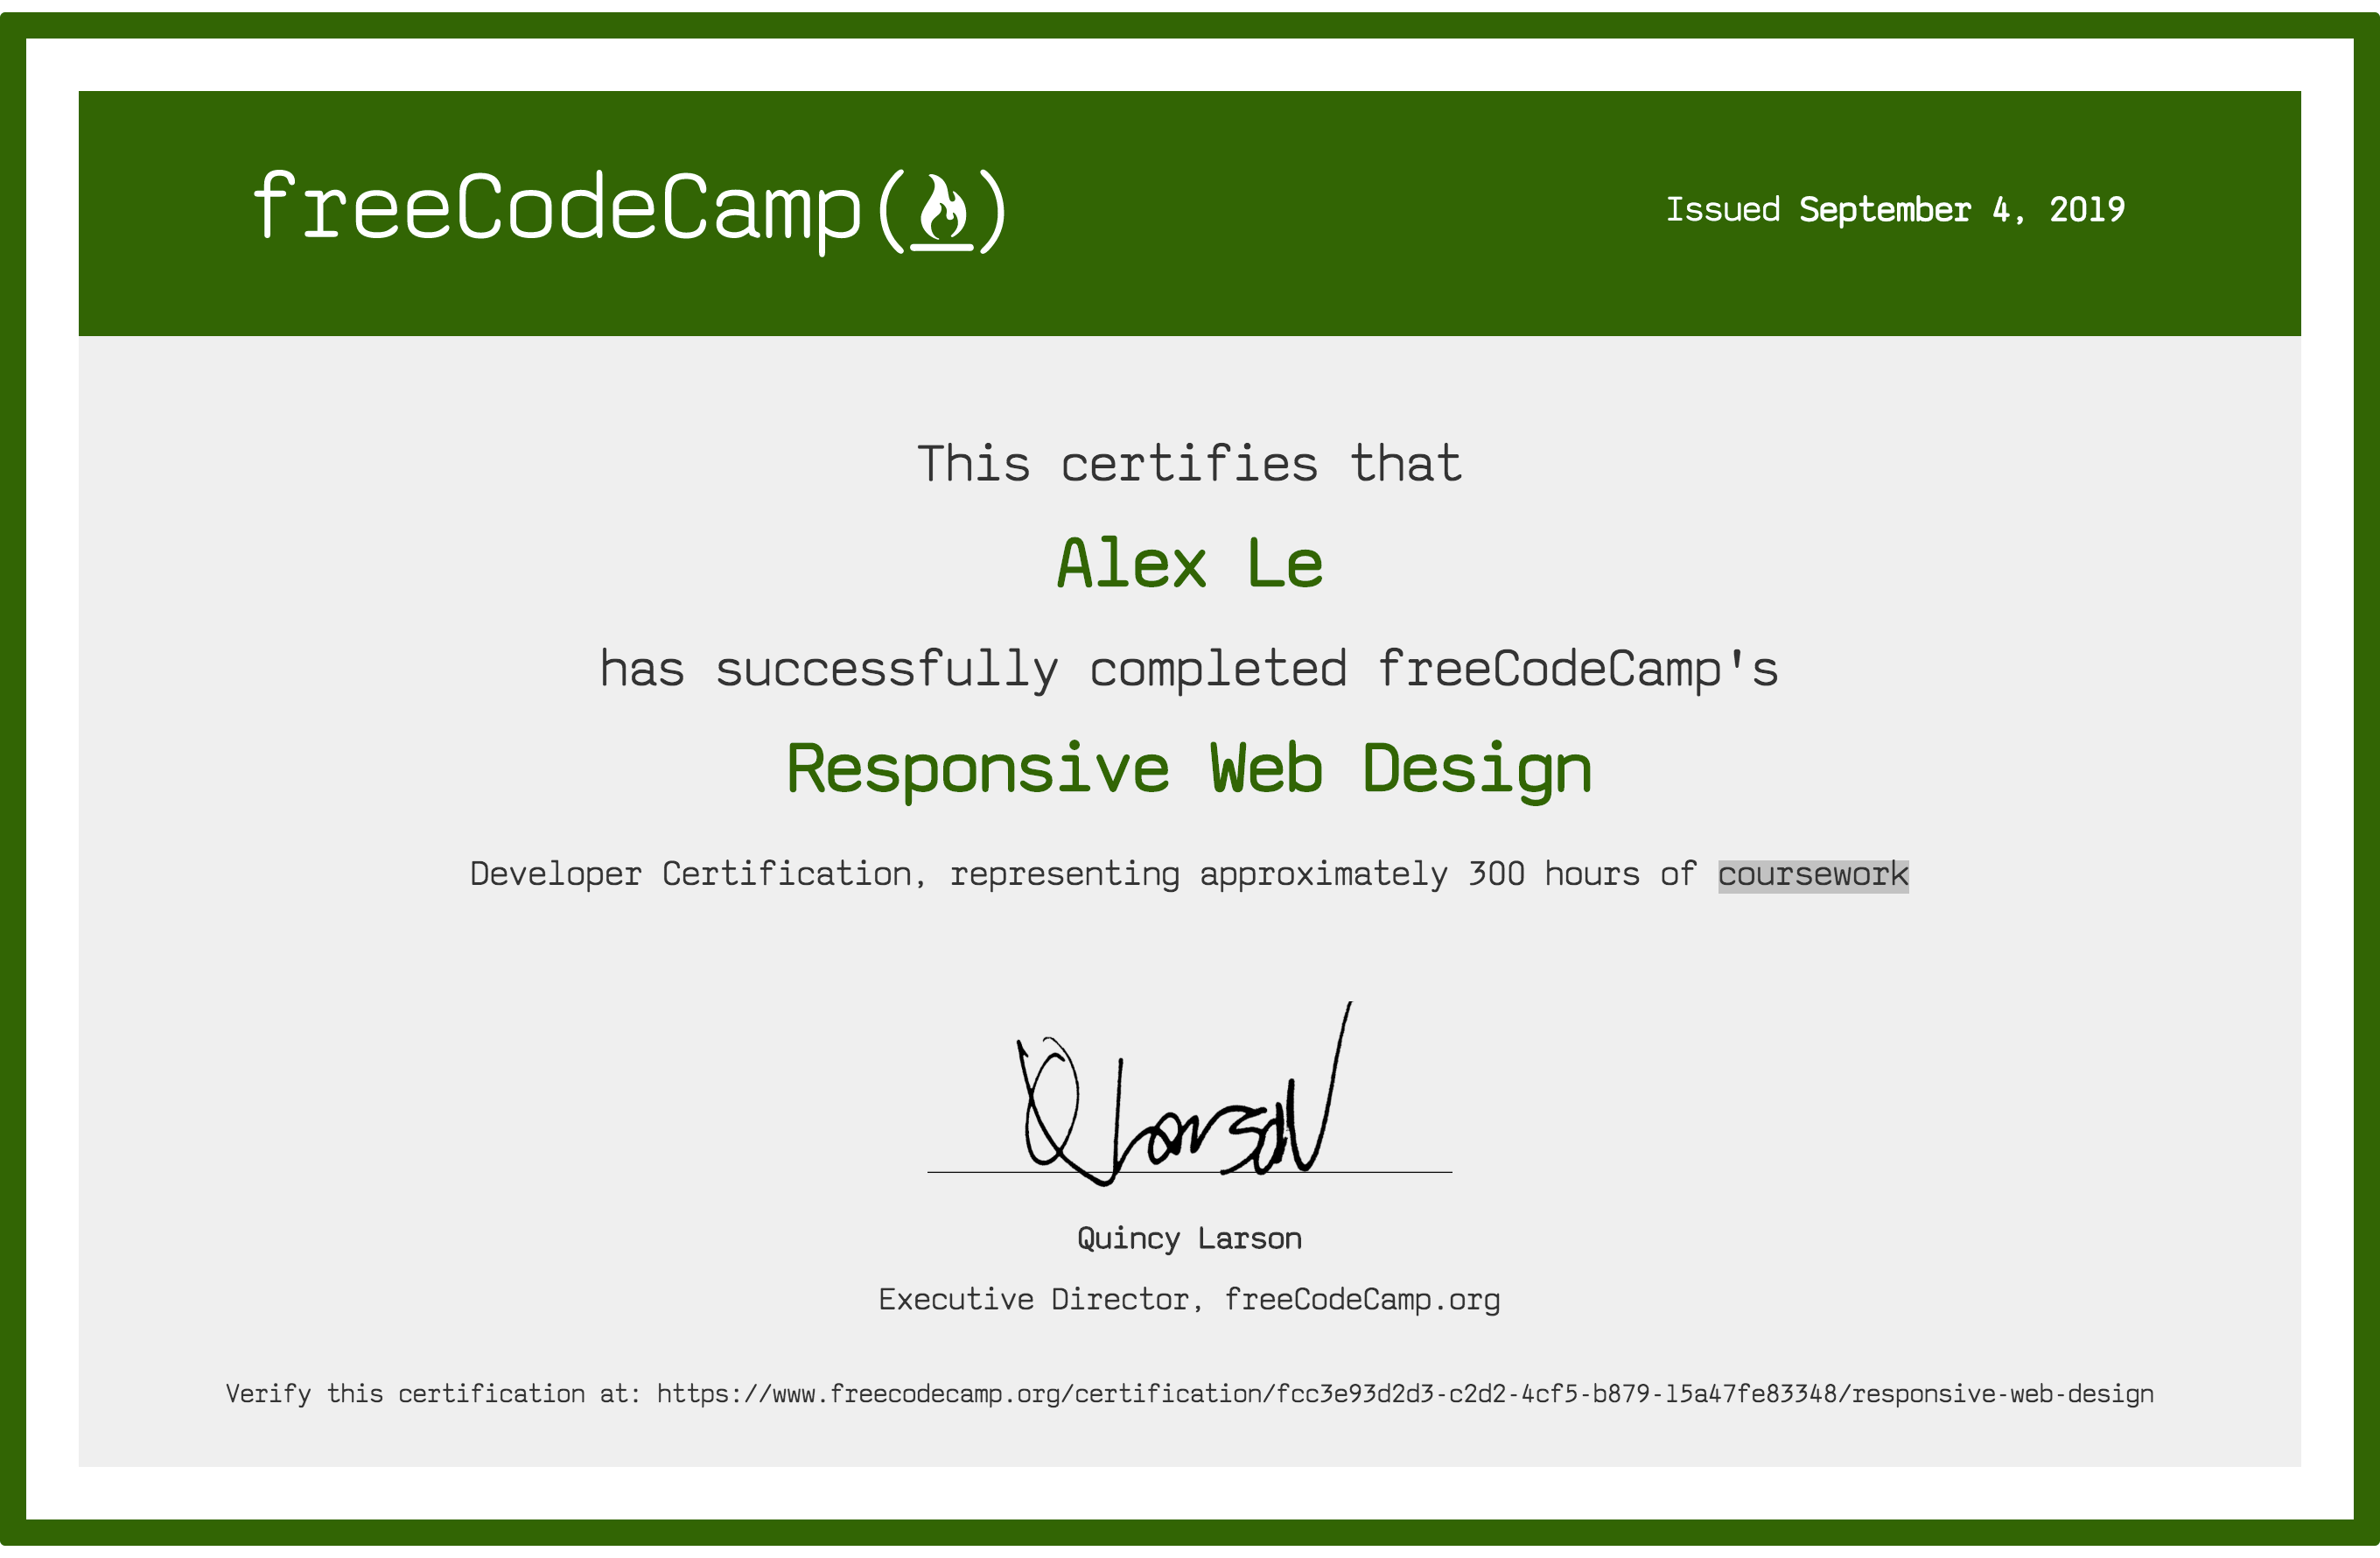 freeCodeCamp
Issued September 4, 2019
This certifies that
Alex Le
has successfully completed freeCodeCamp's
Responsive Web Design
Developer Certification, representing approximately 300 hours of coursework
Q Larson
Quincy Larson
Executive Director, freeCodeCamp.org
Verify this certification at: https://www.freecodecamp.org/certification/fcc3e93d2d3-c2d2-4cf5-b879-15a47fe83348/responsive-web-design